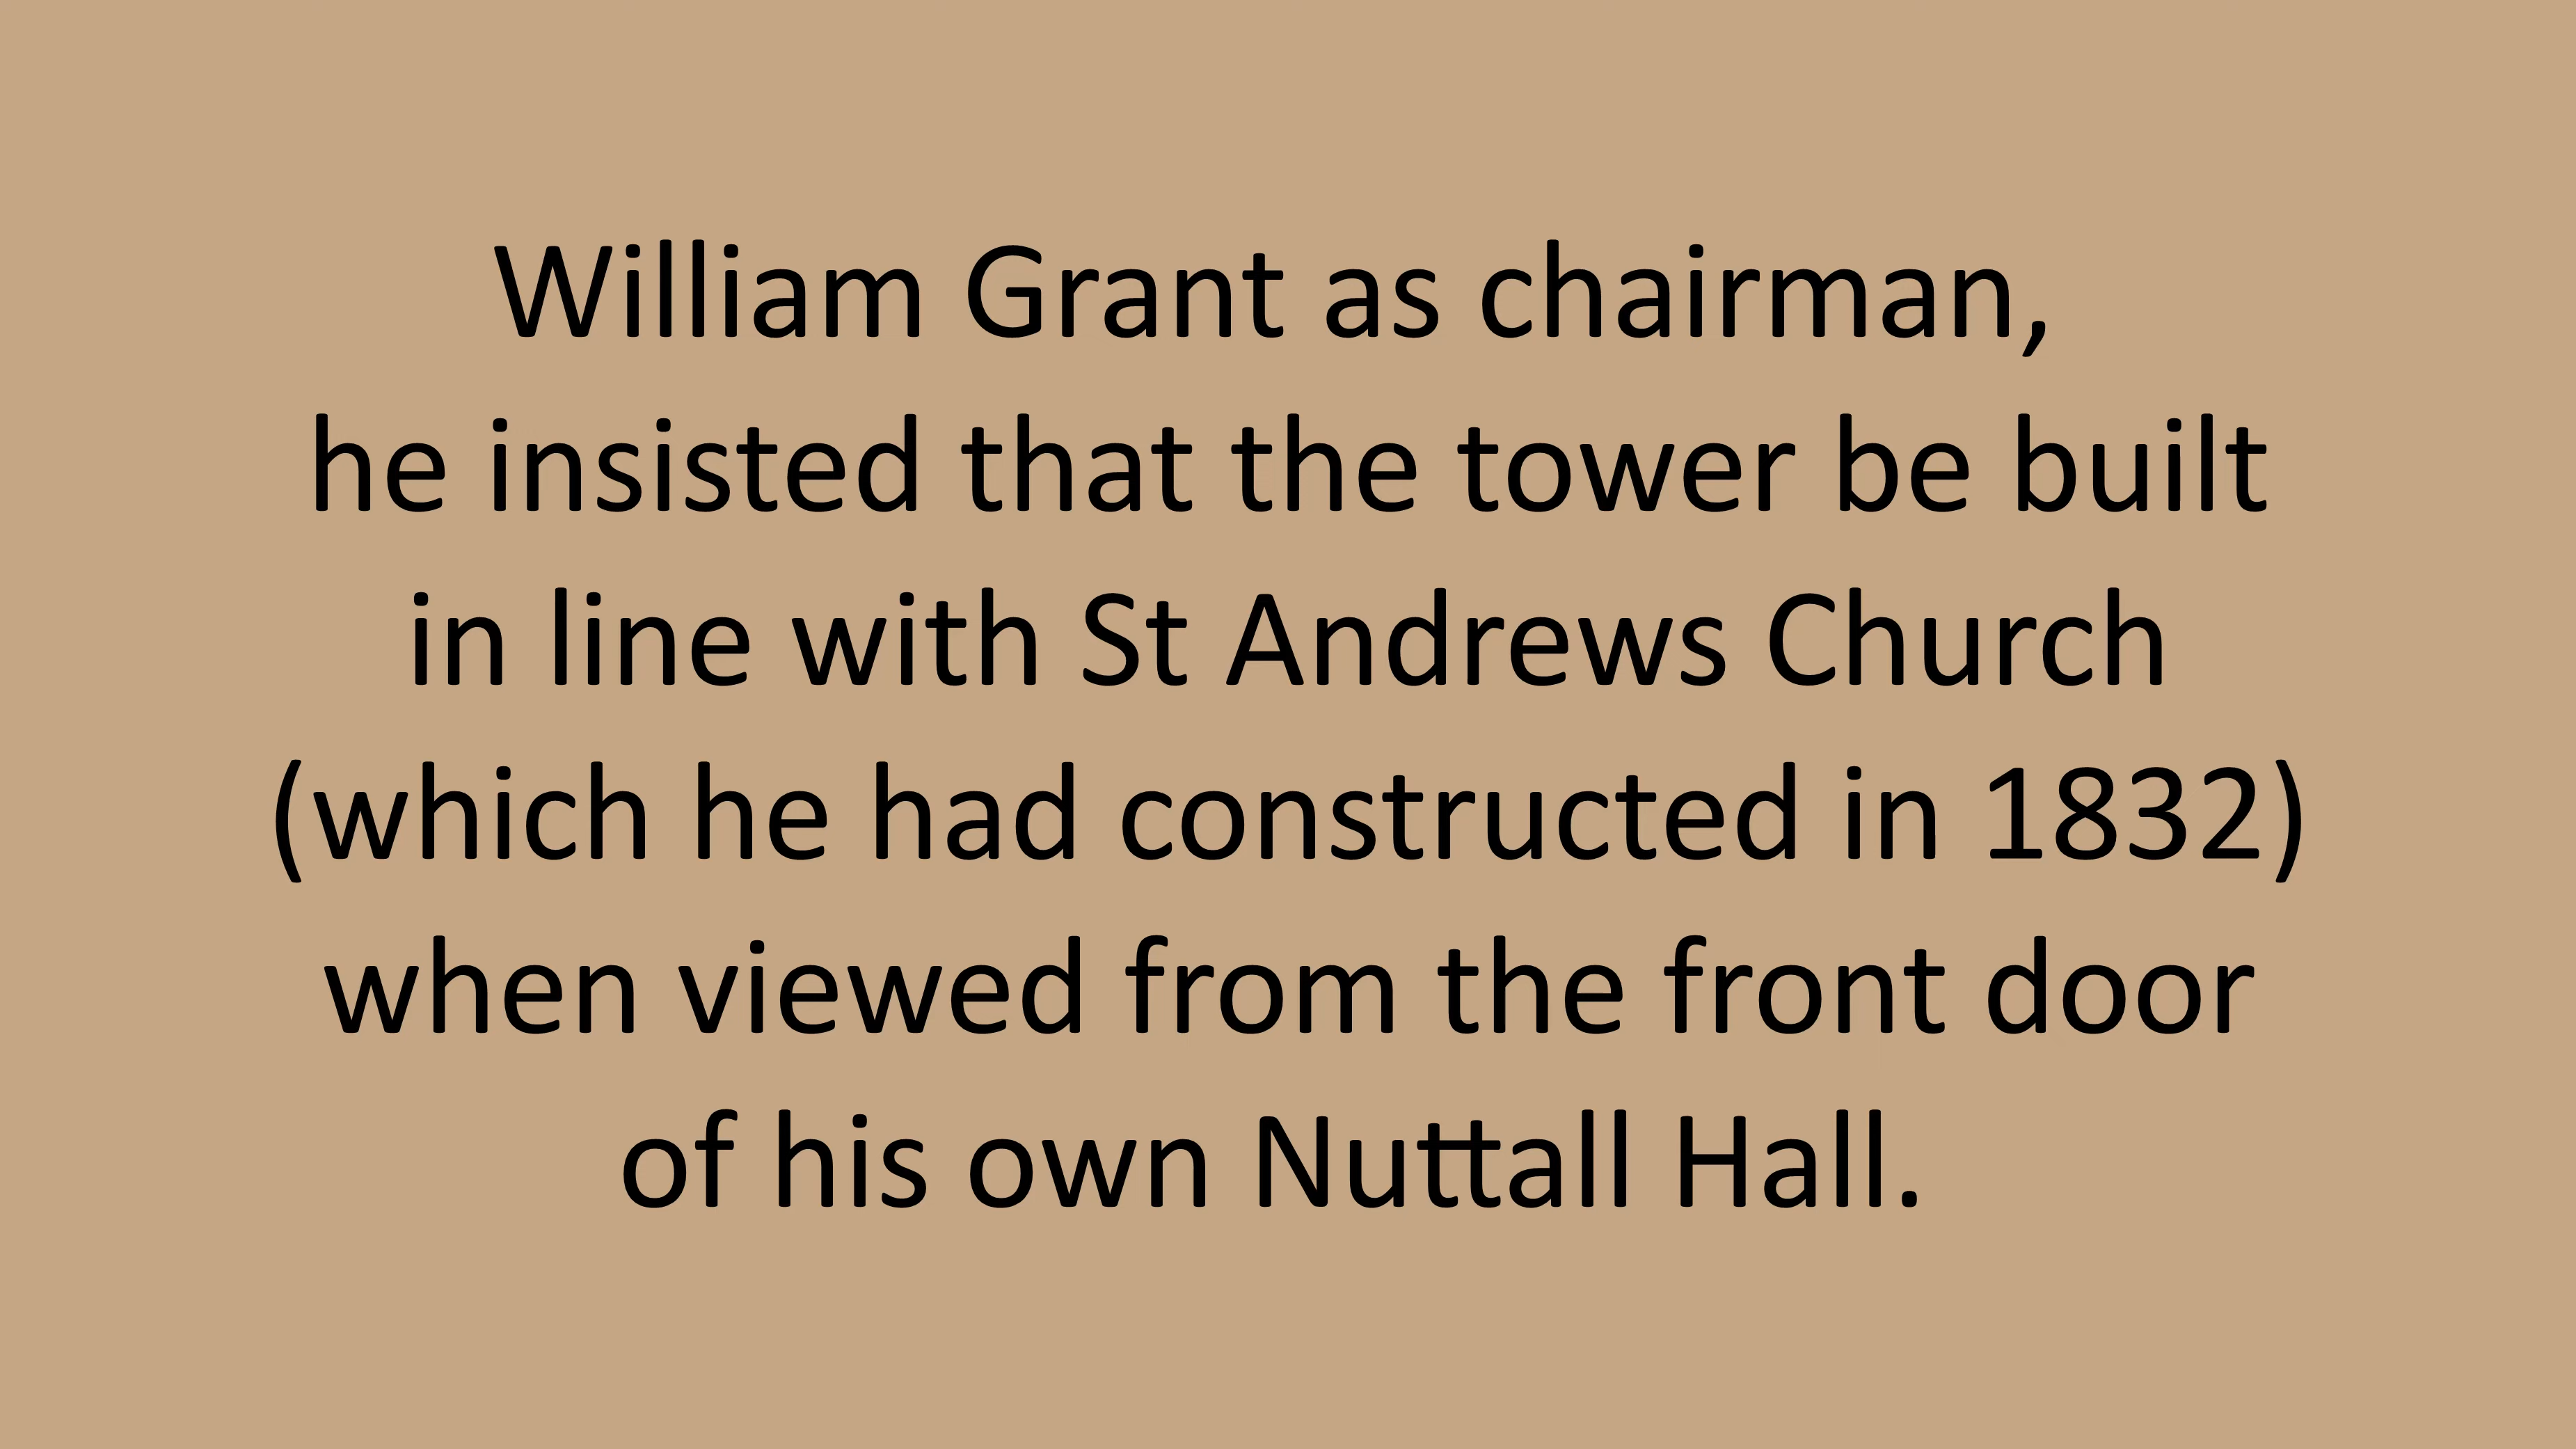 William Grant as chairman,
he insisted that the tower be built
in line with St Andrews Church
(which he had constructed in 1832)
when viewed from the front door
of his own Nuttall Hall.